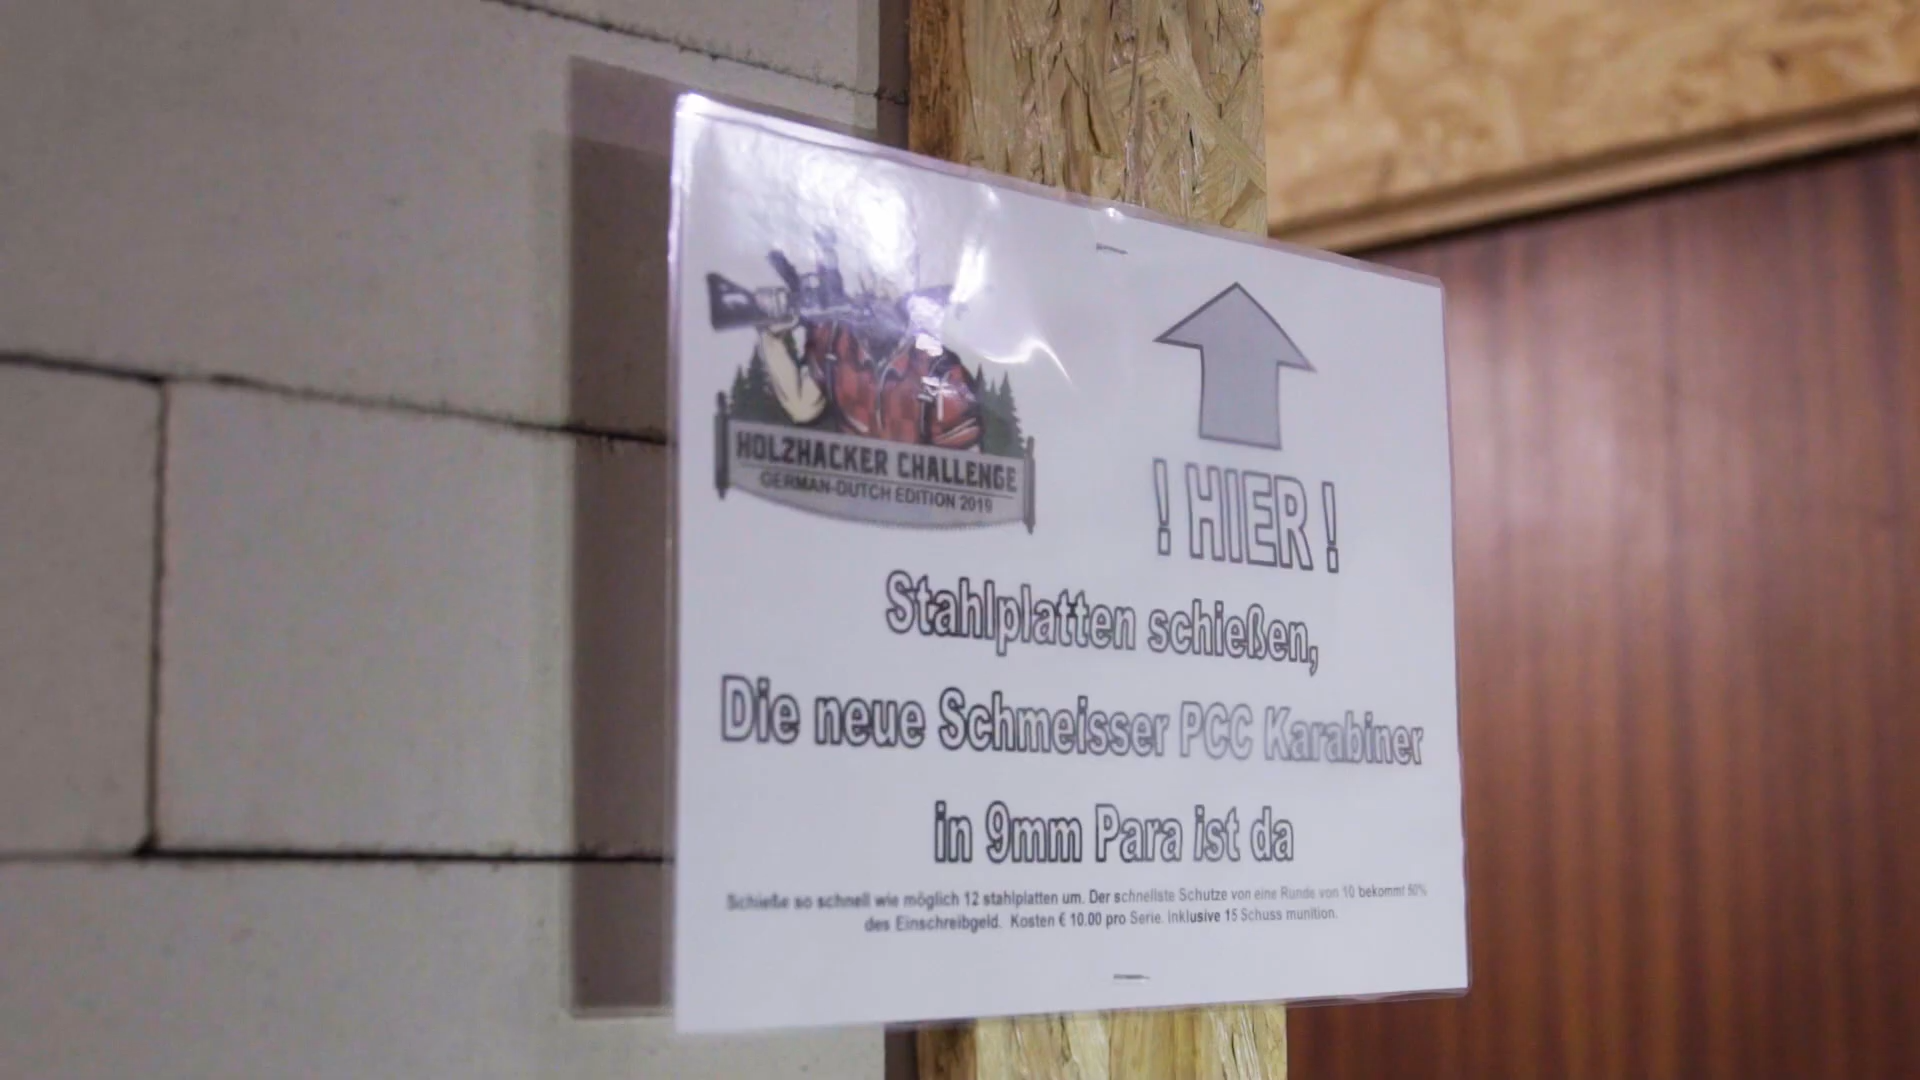 HOLZHACKER CHALLENGE
GERMAN-DUTCH EDITION 2019
! HIER !
Stahlplatten schießen,
Die neue Schmeisser PCC Karabiner
in 9mm Para ist da
Schieße so schnell wie möglich 12 stahlplatten um. Der schnellste Schutze von eine Runde von 10 bekommt 50%
des Einschreibgeld. Kosten € 10.00 pro Serie. Inklusive 15 Schuss munition.